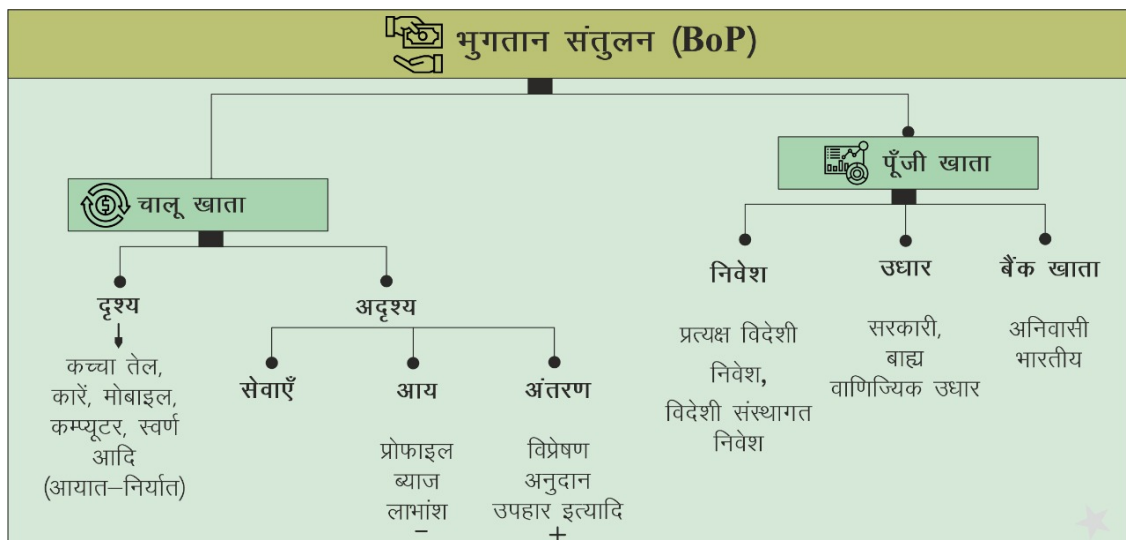 भुगतान संतुलन (BoP)
चालू खाता
दृश्य
कच्चा तेल,
कारें, मोबाइल,
कम्प्यूटर, स्वर्ण
आदि
(आयात–निर्यात)
अदृश्य
सेवाएँ
आय
प्रोफाइल
ब्याज
लाभांश
–
अंतरण
विप्रेषण
अनुदान
उपहार इत्यादि
+
पूँजी खाता
निवेश
प्रत्यक्ष विदेशी
निवेश,
विदेशी संस्थागत
निवेश
उधार
सरकारी,
बाह्य
वाणिज्यिक उधार
बैंक खाता
अनिवासी
भारतीय